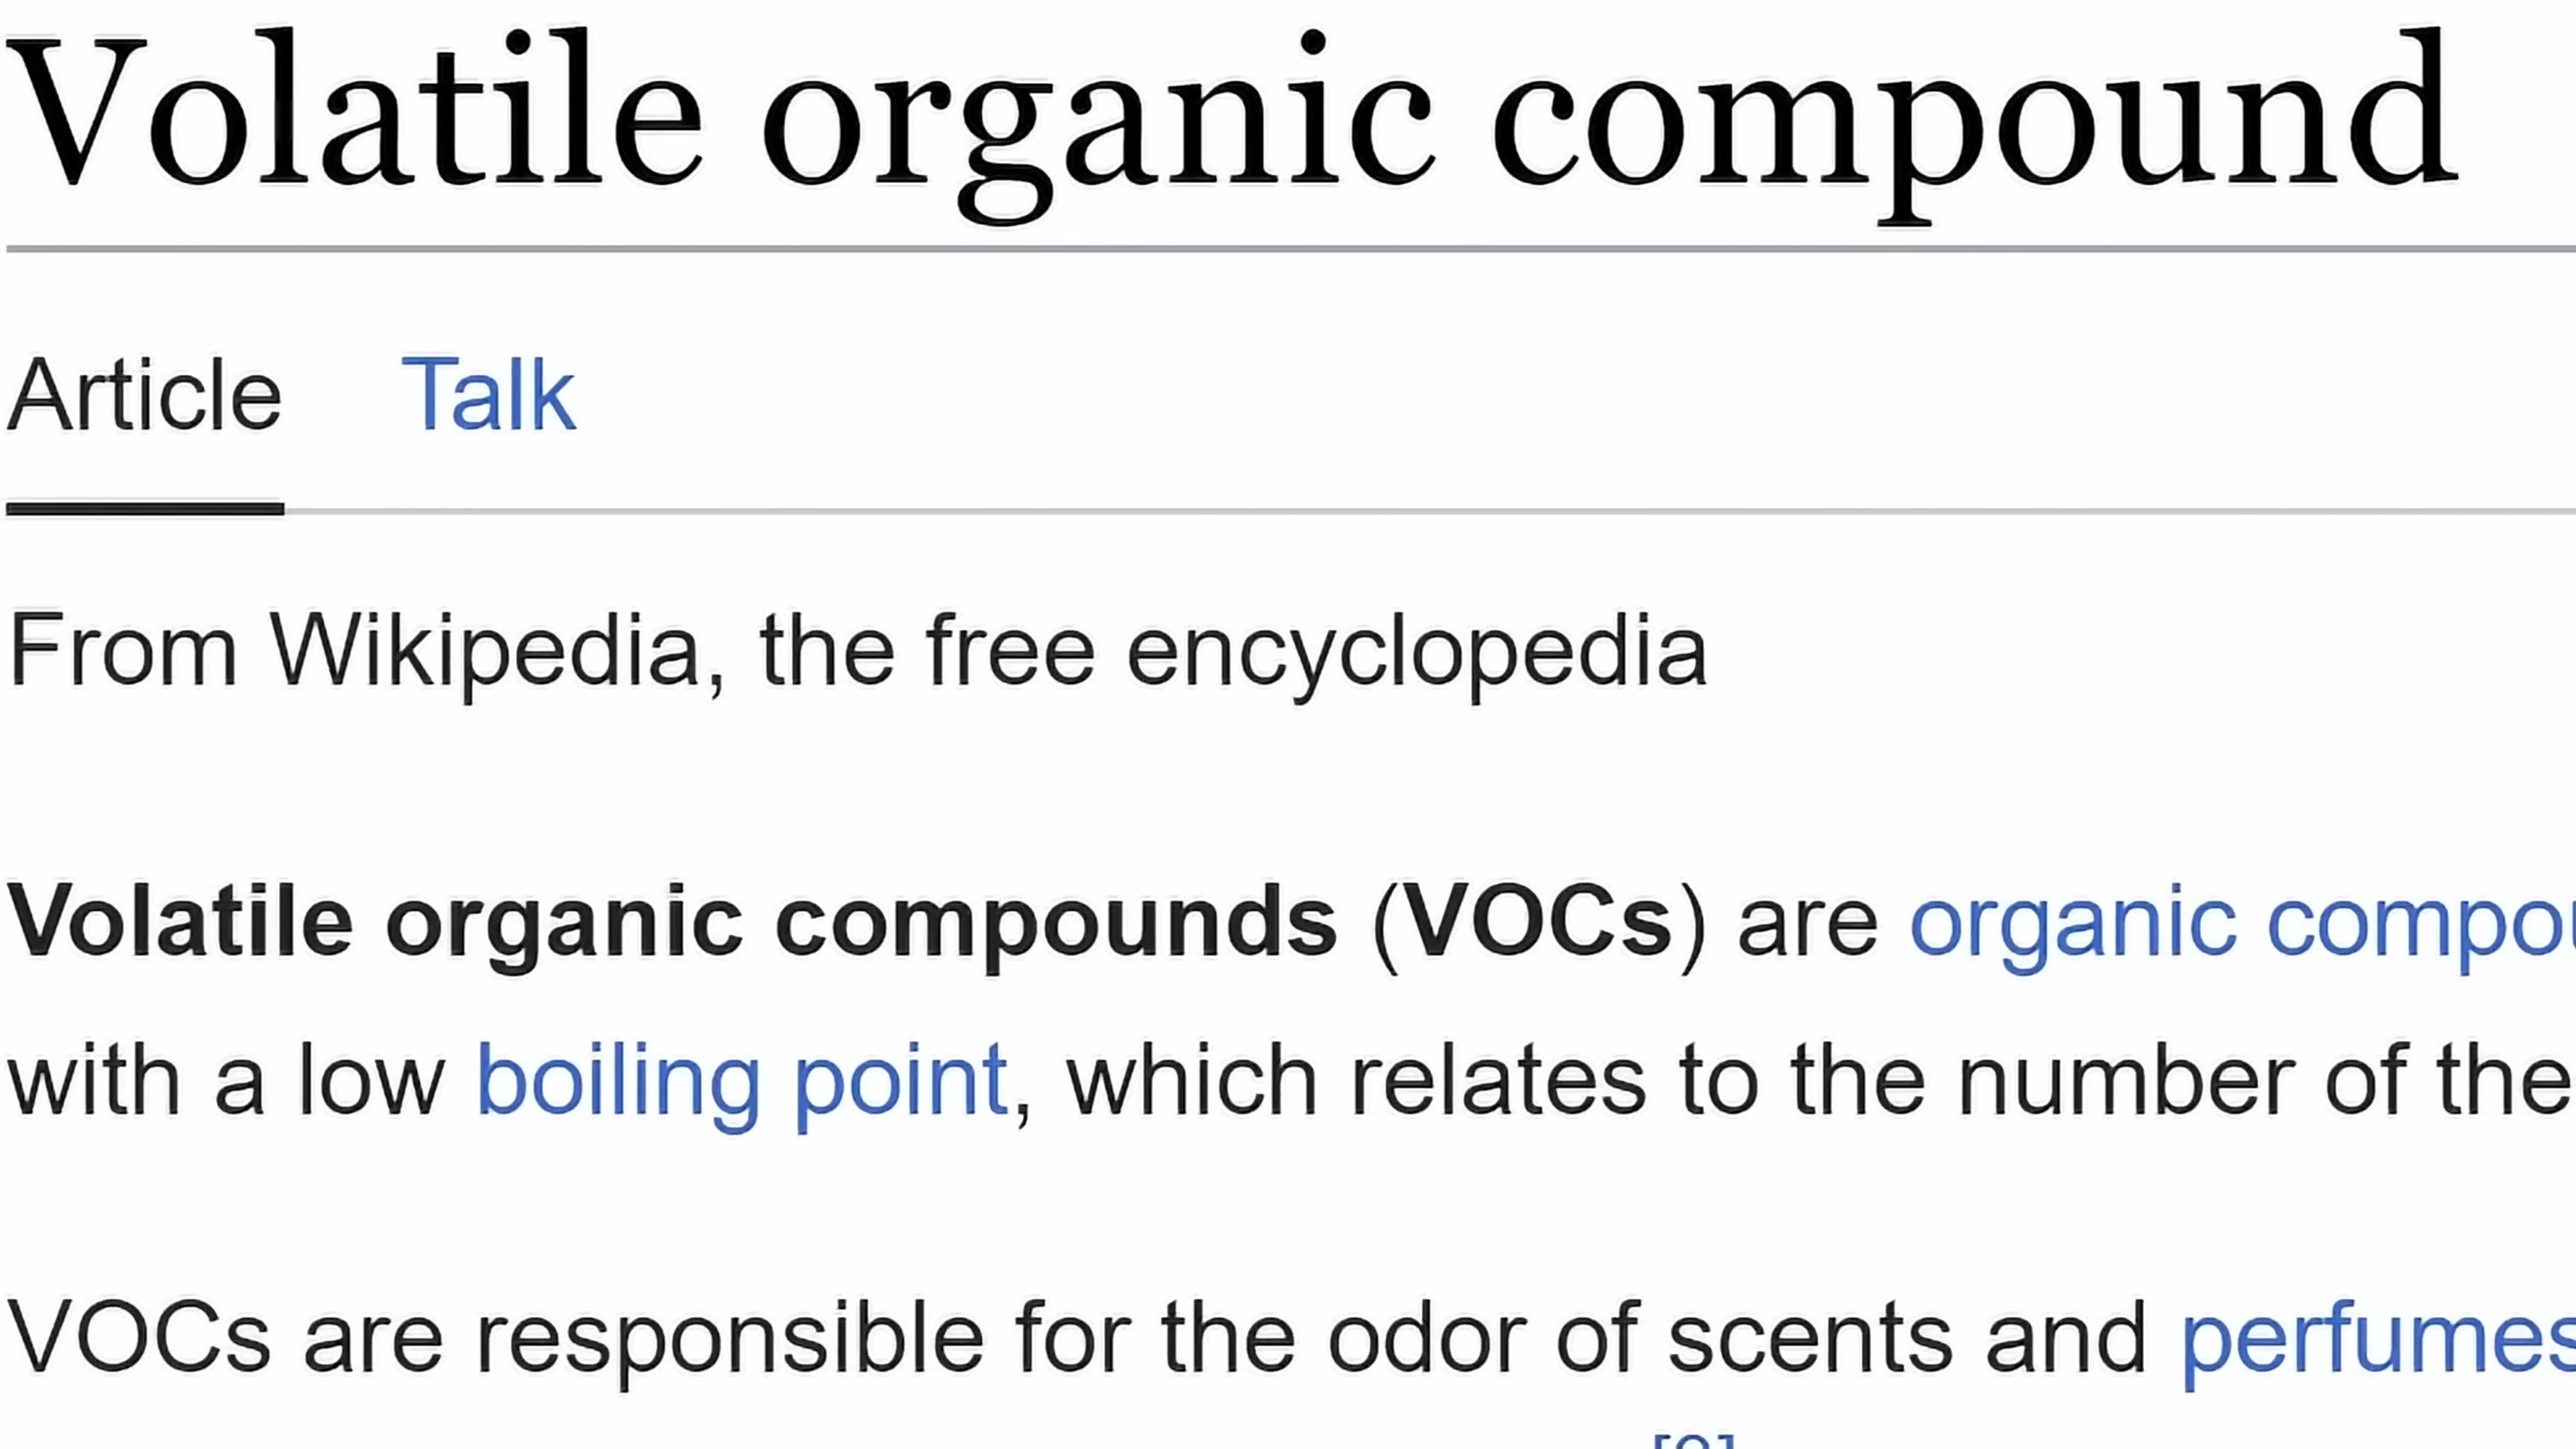 Volatile organic compound
Article Talk
From Wikipedia, the free encyclopedia
Volatile organic compounds (VOCs) are organic compou
with a low boiling point, which relates to the number of the
VOCs are responsible for the odor of scents and perfumes